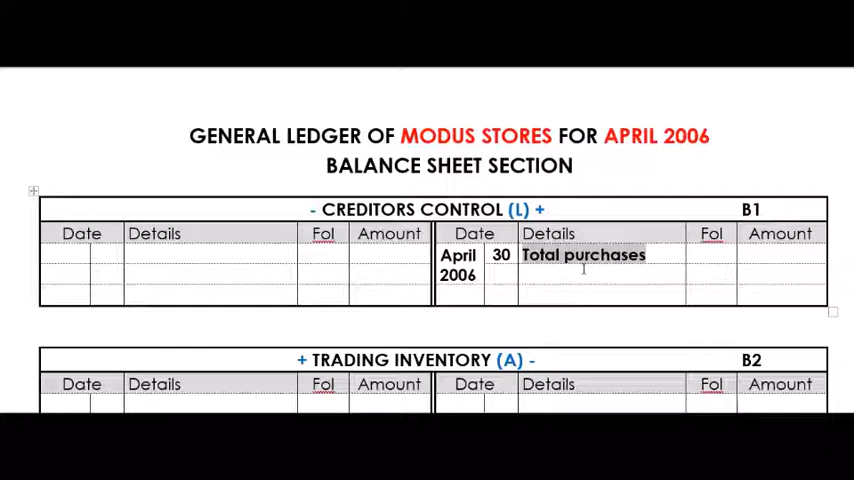 GENERAL LEDGER OF MODUS STORES FOR APRIL 2006
BALANCE SHEET SECTION
- CREDITORS CONTROL (L) + B1
Date Details Fol Amount Date Details Fol Amount
April 30 Total purchases
2006
+ TRADING INVENTORY (A) - B2
Date Details Fol Amount Date Details Fol Amount